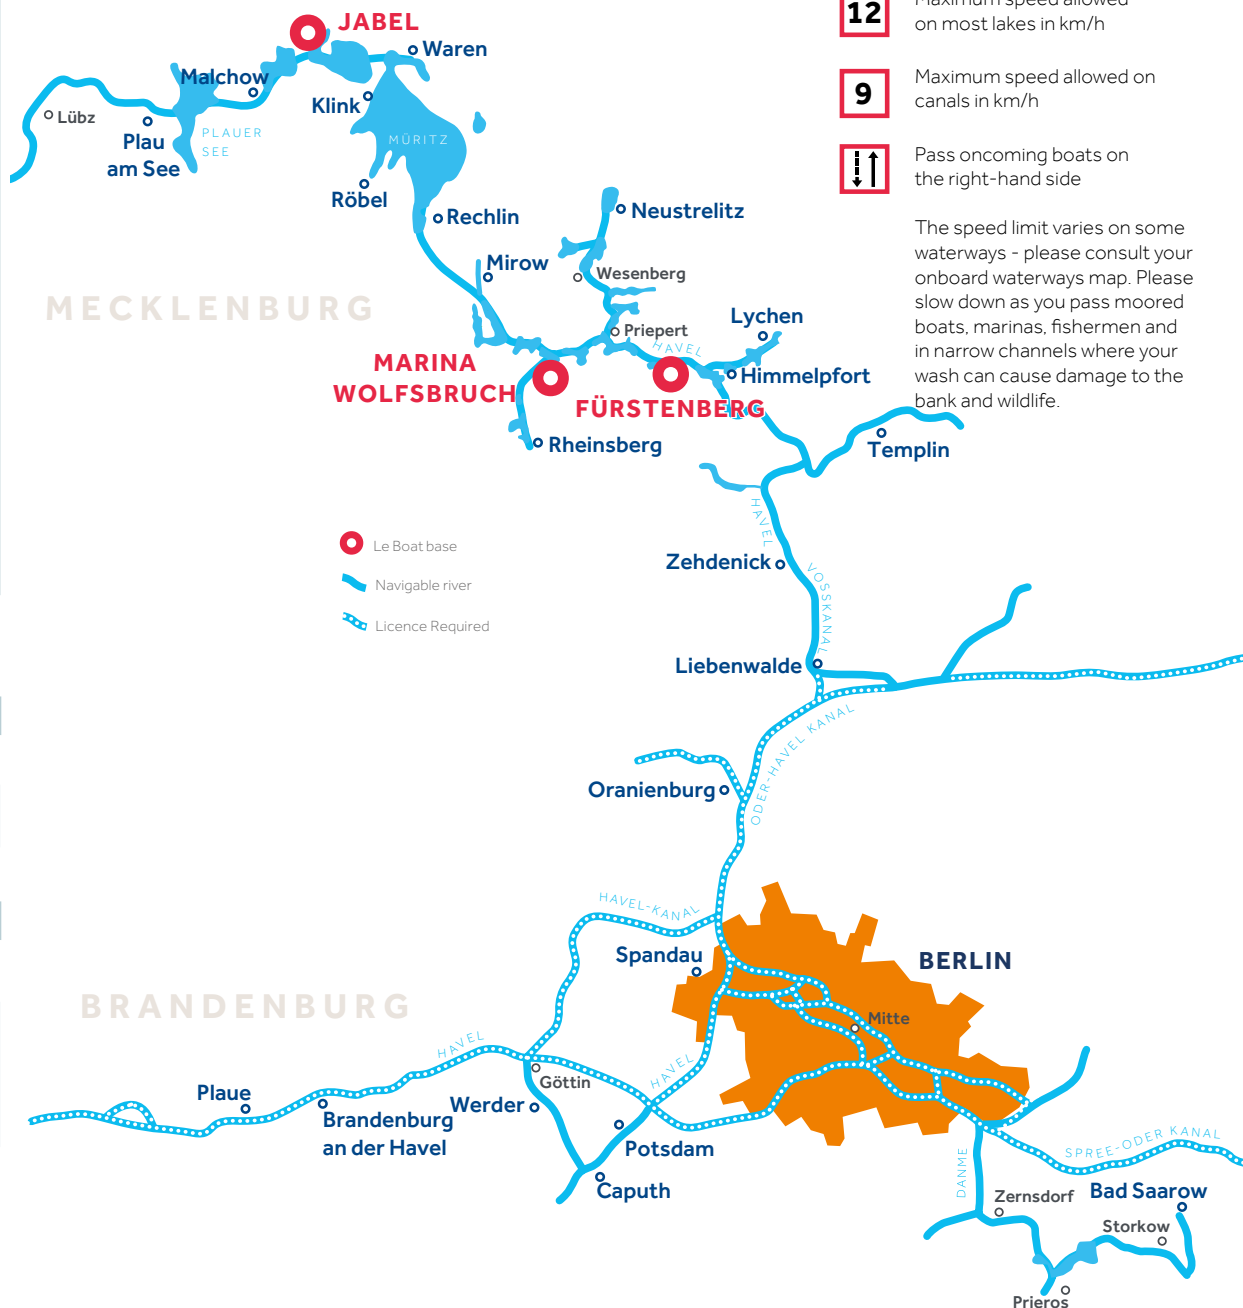 Maximum speed allowed
12
on most lakes in km/h
9
Maximum speed allowed on
canals in km/h
Pass oncoming boats on
the right-hand side
The speed limit varies on some
waterways - please consult your
onboard waterways map. Please
slow down as you pass moored
boats, marinas, fishermen and
in narrow channels where your
wash can cause damage to the
bank and wildlife.
JABEL
Waren
Malchow
Klink
Lübz
Plau
am See
PLAUER
SEE
MÜRITZ
Röbel
Rechlin
Neustrelitz
Mirow
Wesenberg
MECKLENBURG
Priepert
Lychen
HAVEL
MARINA
WOLFSBRUCH
Himmelpfort
FÜRSTENBERG
Rheinsberg
Templin
HAVEL
Le Boat base
Navigable river
Licence Required
Zehdenick
VOSSKANAL
Liebenwalde
ODER-HAVEL KANAL
Oranienburg
HAVEL-KANAL
Spandau
BERLIN
BRANDENBURG
Mitte
HAVEL
HAVEL
Göttin
Plaue
Werder
Brandenburg
an der Havel
Potsdam
Caputh
SPREE-ODER KANAL
DANME
Zernsdorf
Bad Saarow
Storkow
Prieros